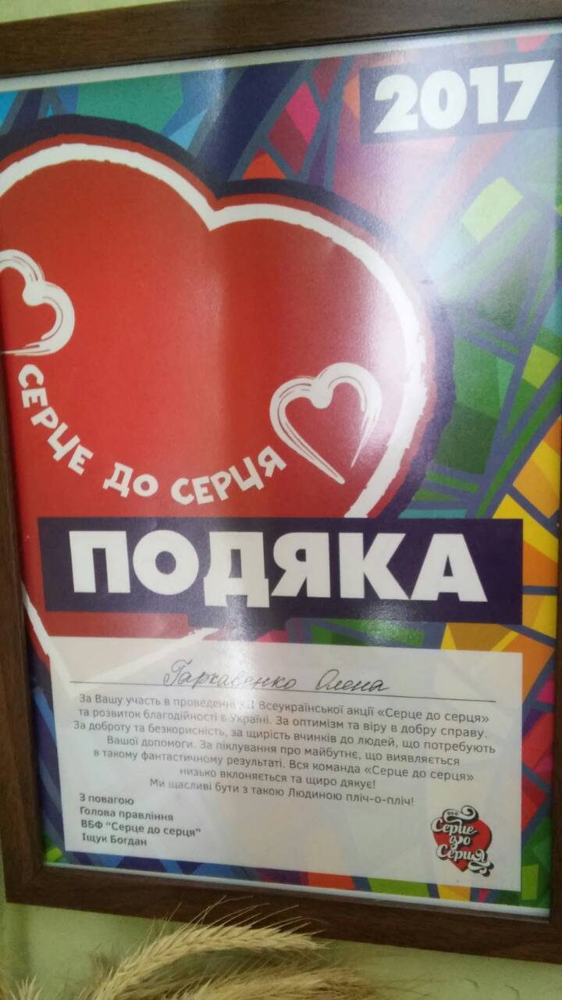 2017
СЕРЦЕ ДО СЕРЦЯ
ПОДЯКА
Гархавенко Олена
За Вашу участь в проведенні XII Всеукраїнської акції «Серце до серця»
та розвиток благодійності в Україні. За оптимізм та віру в добру справу.
За доброту та безкорисність, за щирість вчинків до людей, що потребують
Вашої допомоги. За піклування про майбутнє, що виявляється
в такому фантастичному результаті. Вся команда «Серце до серця»
низько вклоняється та щиро дякує!
Ми щасливі бути з такою Людиною пліч-о-пліч!
З повагою
Голова правління
ВБФ “Серце до серця”
Іщук Богдан
ВБФ
Серце
до
Серця